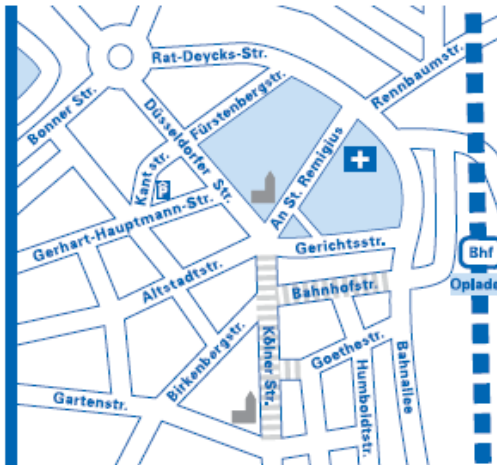 Rat-Deycks-Str.
Rennbaumstr.
Bonner Str.
Düsseldorfer Str.
Fürstenbergstr.
Kant str.
P
An St. Remigius
Gerhart-Hauptmann-Str.
Gerichtsstr.
Bhf
Oplade
Altstadtstr.
Bahnhofstr.
Birkenbergstr.
Kölner Str.
Goethestr.
Humboldtstr.
Bahnallee
Gartenstr.